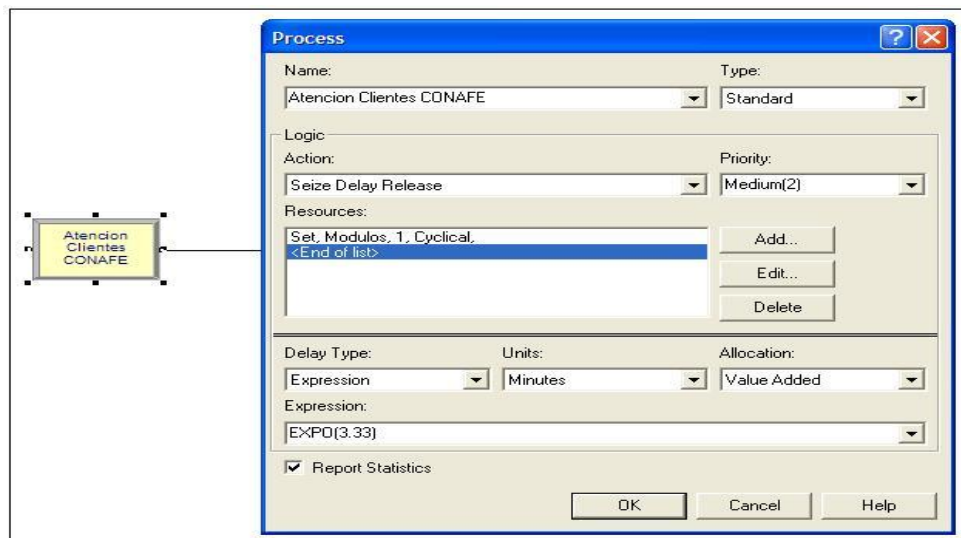 Process
Name:
Type:
Atencion Clientes CONAFE
Standard
Logic
Action:
Priority:
Seize Delay Release
Medium(2)
Resources:
Set, Modulos, 1, Cyclical,
<End of list>
Add...
Edit...
Delete
Delay Type:
Units:
Allocation:
Expression
Minutes
Value Added
Expression:
EXPO(3.33)
Report Statistics
OK
Cancel
Help
Atencion
Clientes
CONAFE